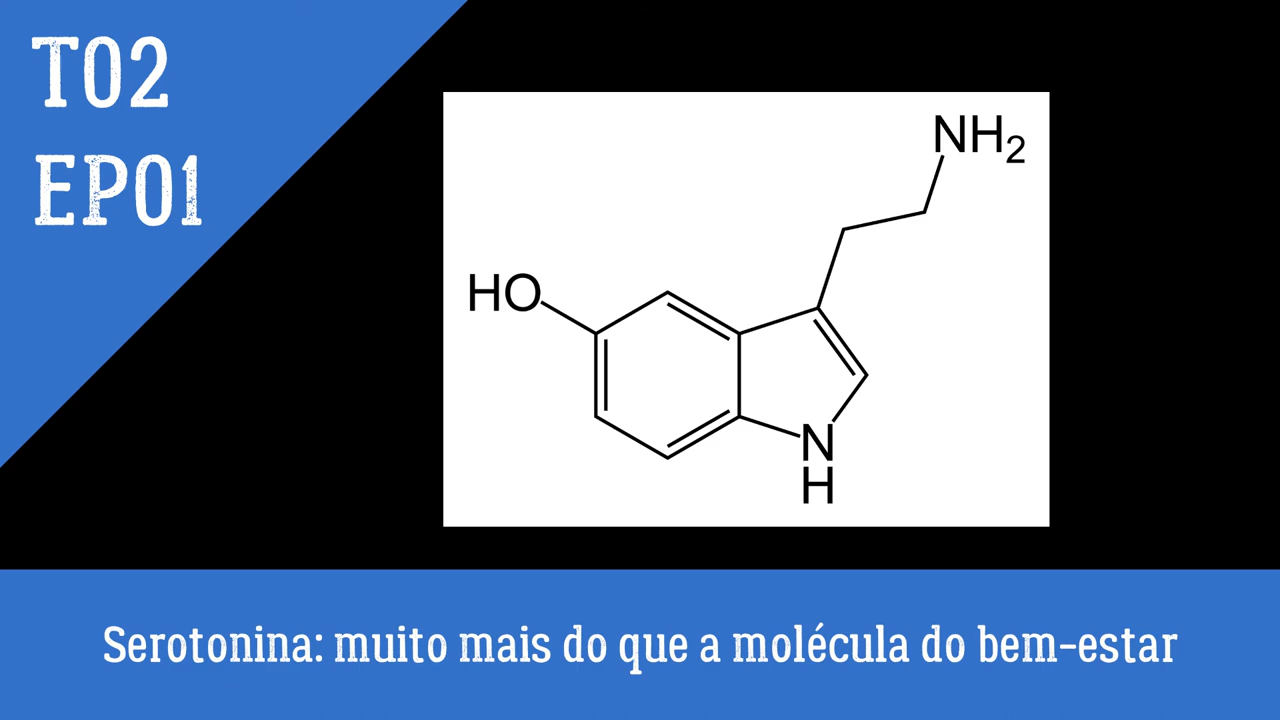 T02
EP01
NH₂
HO
N
H
Serotonina: muito mais do que a molécula do bem-estar